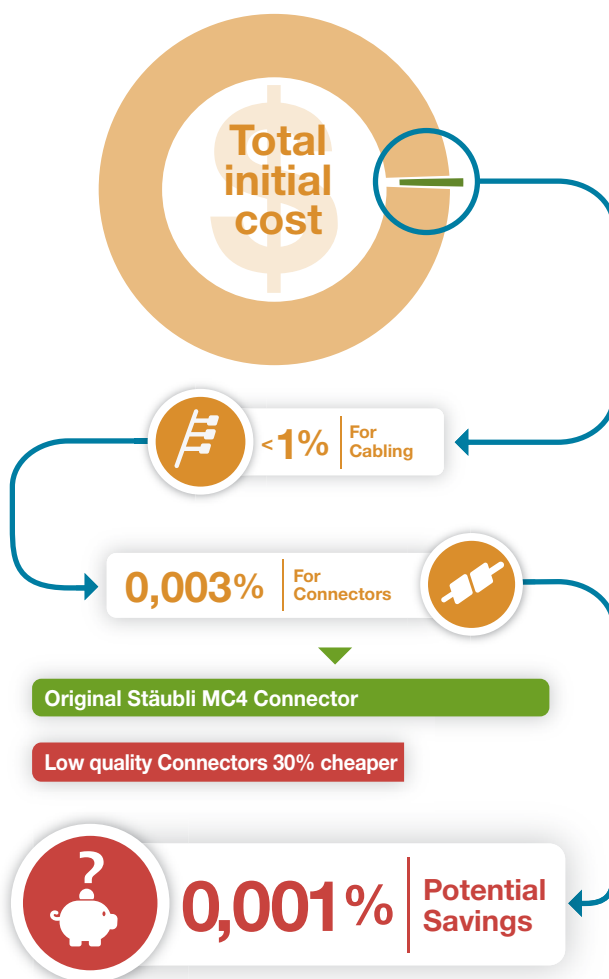 $
Total
initial
cost
<1%
For
Cabling
0,003%
For
Connectors
Original Stäubli MC4 Connector
Low quality Connectors 30% cheaper
?
0,001%
Potential
Savings